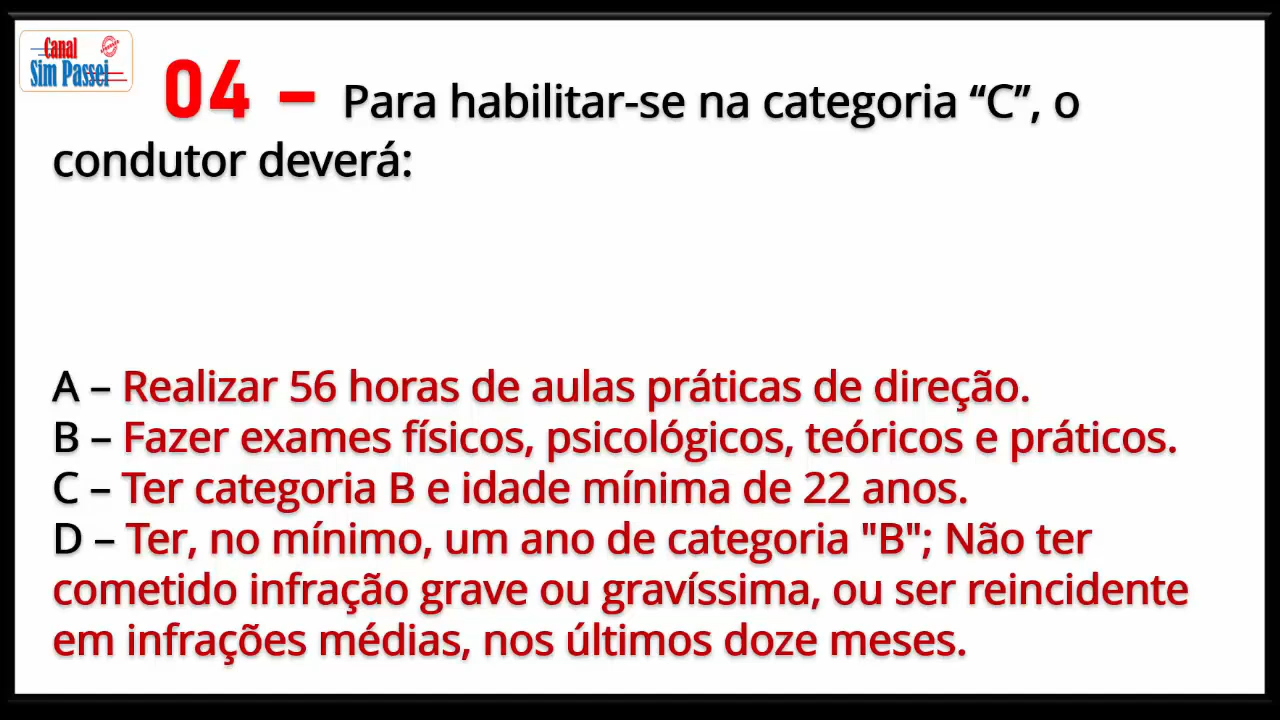 Canal
Sim Passei
04 – Para habilitar-se na categoria “C”, o
condutor deverá:
A – Realizar 56 horas de aulas práticas de direção.
B – Fazer exames físicos, psicológicos, teóricos e práticos.
C – Ter categoria B e idade mínima de 22 anos.
D – Ter, no mínimo, um ano de categoria "B"; Não ter
cometido infração grave ou gravíssima, ou ser reincidente
em infrações médias, nos últimos doze meses.